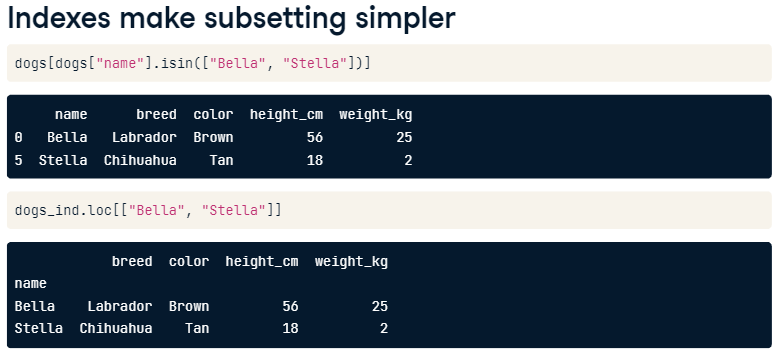 Indexes make subsetting simpler
dogs[dogs["name"].isin(["Bella", "Stella"])]
     name      breed  color  height_cm  weight_kg
0   Bella   Labrador  Brown         56         25
5  Stella  Chihuahua    Tan         18          2
dogs_ind.loc[["Bella", "Stella"]]
            breed  color  height_cm  weight_kg
name
Bella    Labrador  Brown         56         25
Stella  Chihuahua    Tan         18          2